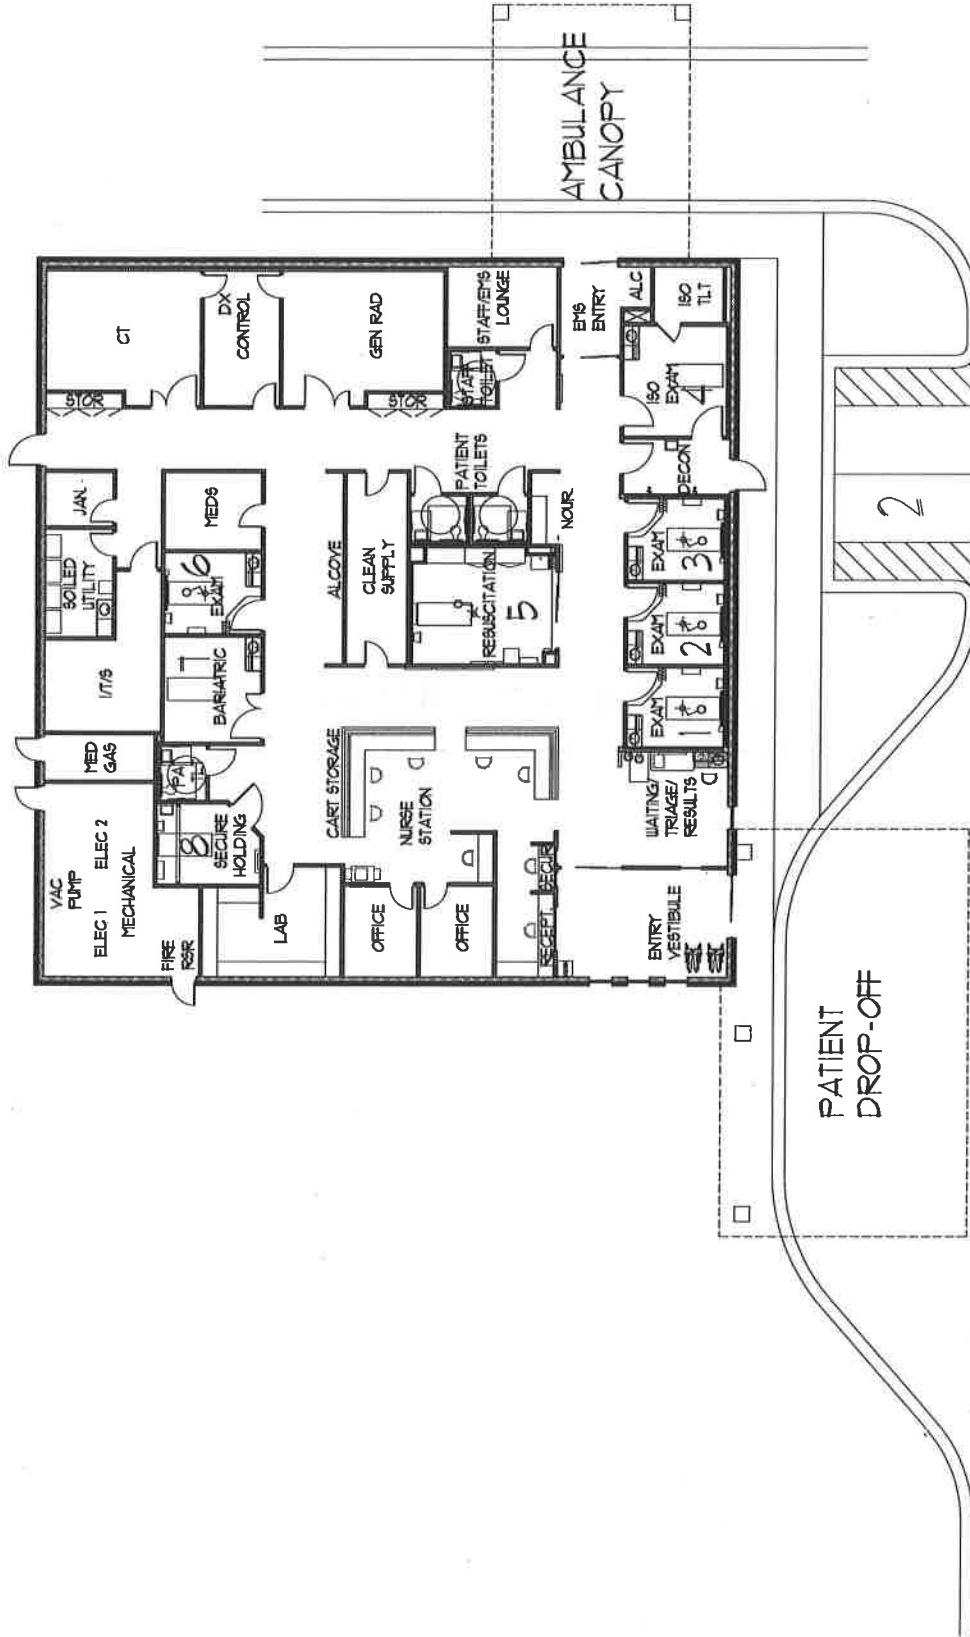 AMBULANCE
CANOPY
CT
DX
CONTROL
GEN RAD
STAFF/EMS
LOUNGE
EMS
ENTRY
ALC
ISO
TLT
STOR
STOR
STAFF
TOILET
ISO
EXAM
4
JAN.
MEDS
PATIENT
TOILETS
NOUR.
DECON
SOILED
UTILITY
6
EXAM
ALCOVE
CLEAN
SUPPLY
RESUSCITATION
5
EXAM
3
EXAM
2
EXAM
1
2
I/T/S
BARIATRIC
MED
GAS
CART STORAGE
NURSE
STATION
WAITING/
TRIAGE/
RESULTS
VAC
PUMP
ELEC 1
ELEC 2
MECHANICAL
8
SECURE
HOLDING
FIRE
RSR
LAB
OFFICE
OFFICE
RECEPT.
SECUR
ENTRY
VESTIBULE
PATIENT
DROP-OFF